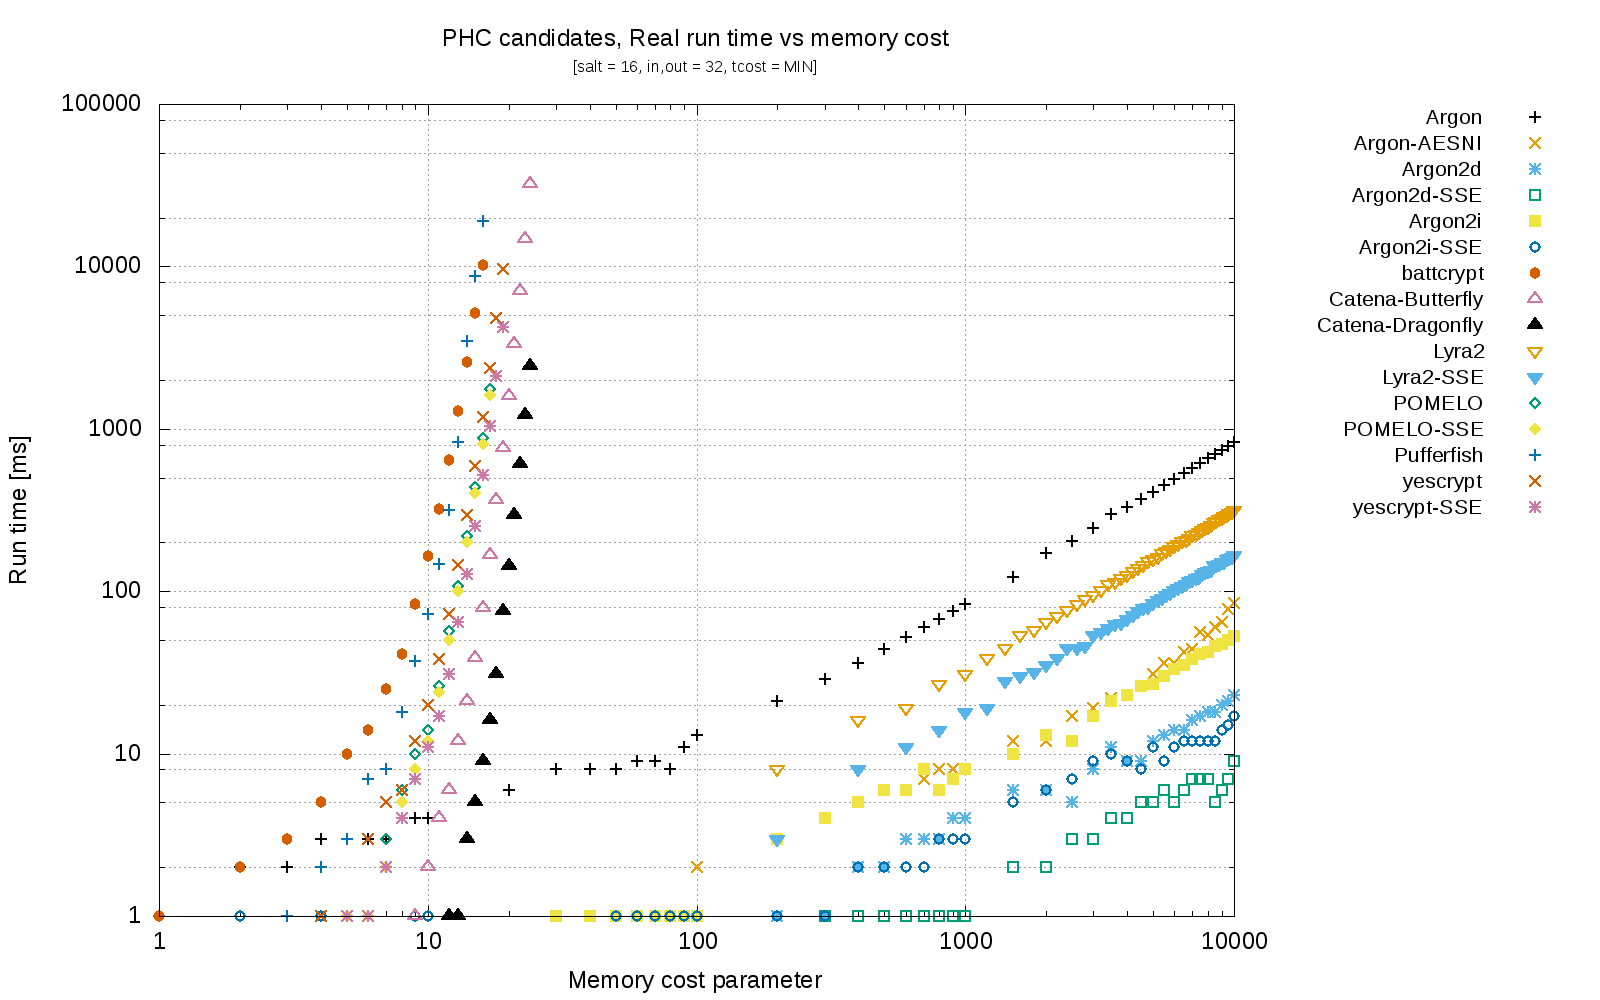 PHC candidates, Real run time vs memory cost
[salt = 16, in,out = 32, tcost = MIN]
100000
10000
1000
100
10
1
Run time [ms]
1
10
100
1000
10000
Memory cost parameter
Argon
Argon-AESNI
Argon2d
Argon2d-SSE
Argon2i
Argon2i-SSE
battcrypt
Catena-Butterfly
Catena-Dragonfly
Lyra2
Lyra2-SSE
POMELO
POMELO-SSE
Pufferfish
yescrypt
yescrypt-SSE